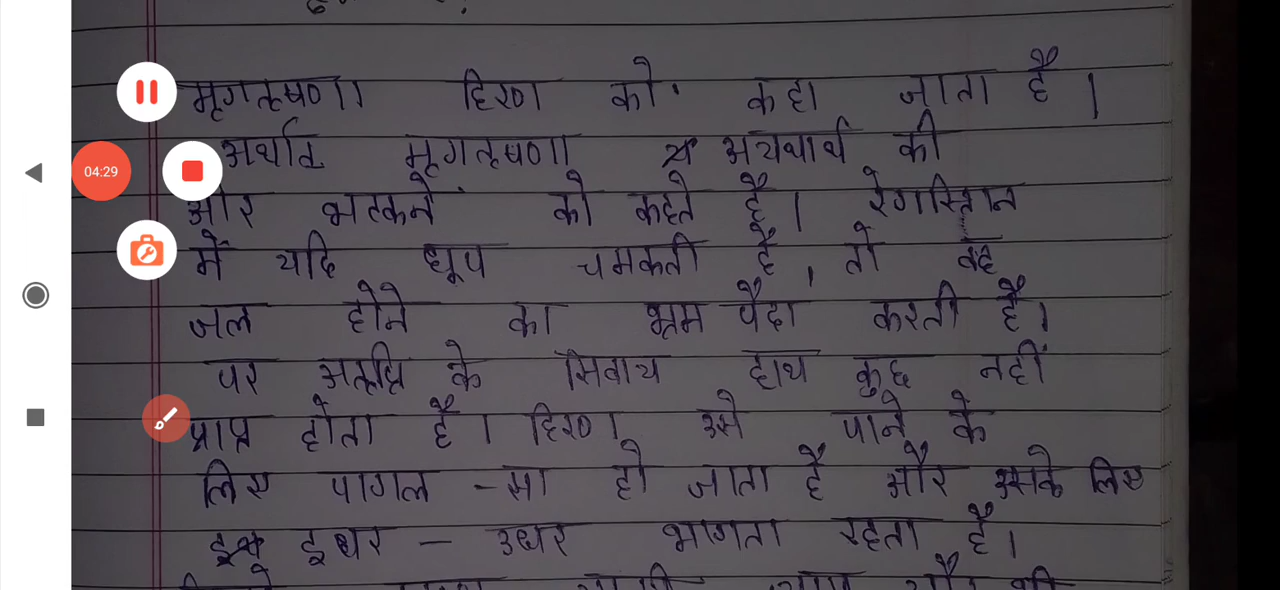 मृगतृष्णा हिरण को कहा जाता है।
अर्थात मृगतृष्णा अयथार्थ की
04:29
ओर भटकने को कहते है। रेगिस्तान
में यदि धूप चमकती है, तो वह
जल होने का भ्रम पैदा करती है।
पर अतृप्ति के सिवाय हाथ कुछ नहीं
प्राप्त होता है। हिरण उसे पाने के
लिए पागल -सा हो जाता है और उसके लिए
इधर - उधर भागता रहता है।